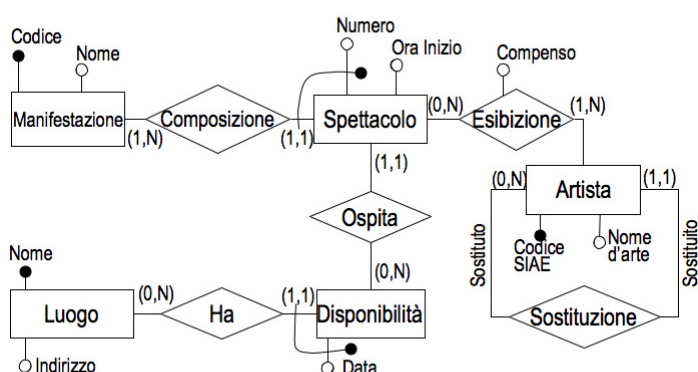 Codice
Nome
Numero
Ora Inizio
Compenso
Manifestazione
Composizione
Spettacolo
(0,N)
Esibizione
(1,N)
(1,N)
(1,1)
(1,1)
(0,N)
Artista
(1,1)
Ospita
Sostituto
Codice
SIAE
Nome
d'arte
Sostituito
Nome
(0,N)
(0,N)
(1,1)
Luogo
Ha
Disponibilità
Sostituzione
Indirizzo
Data